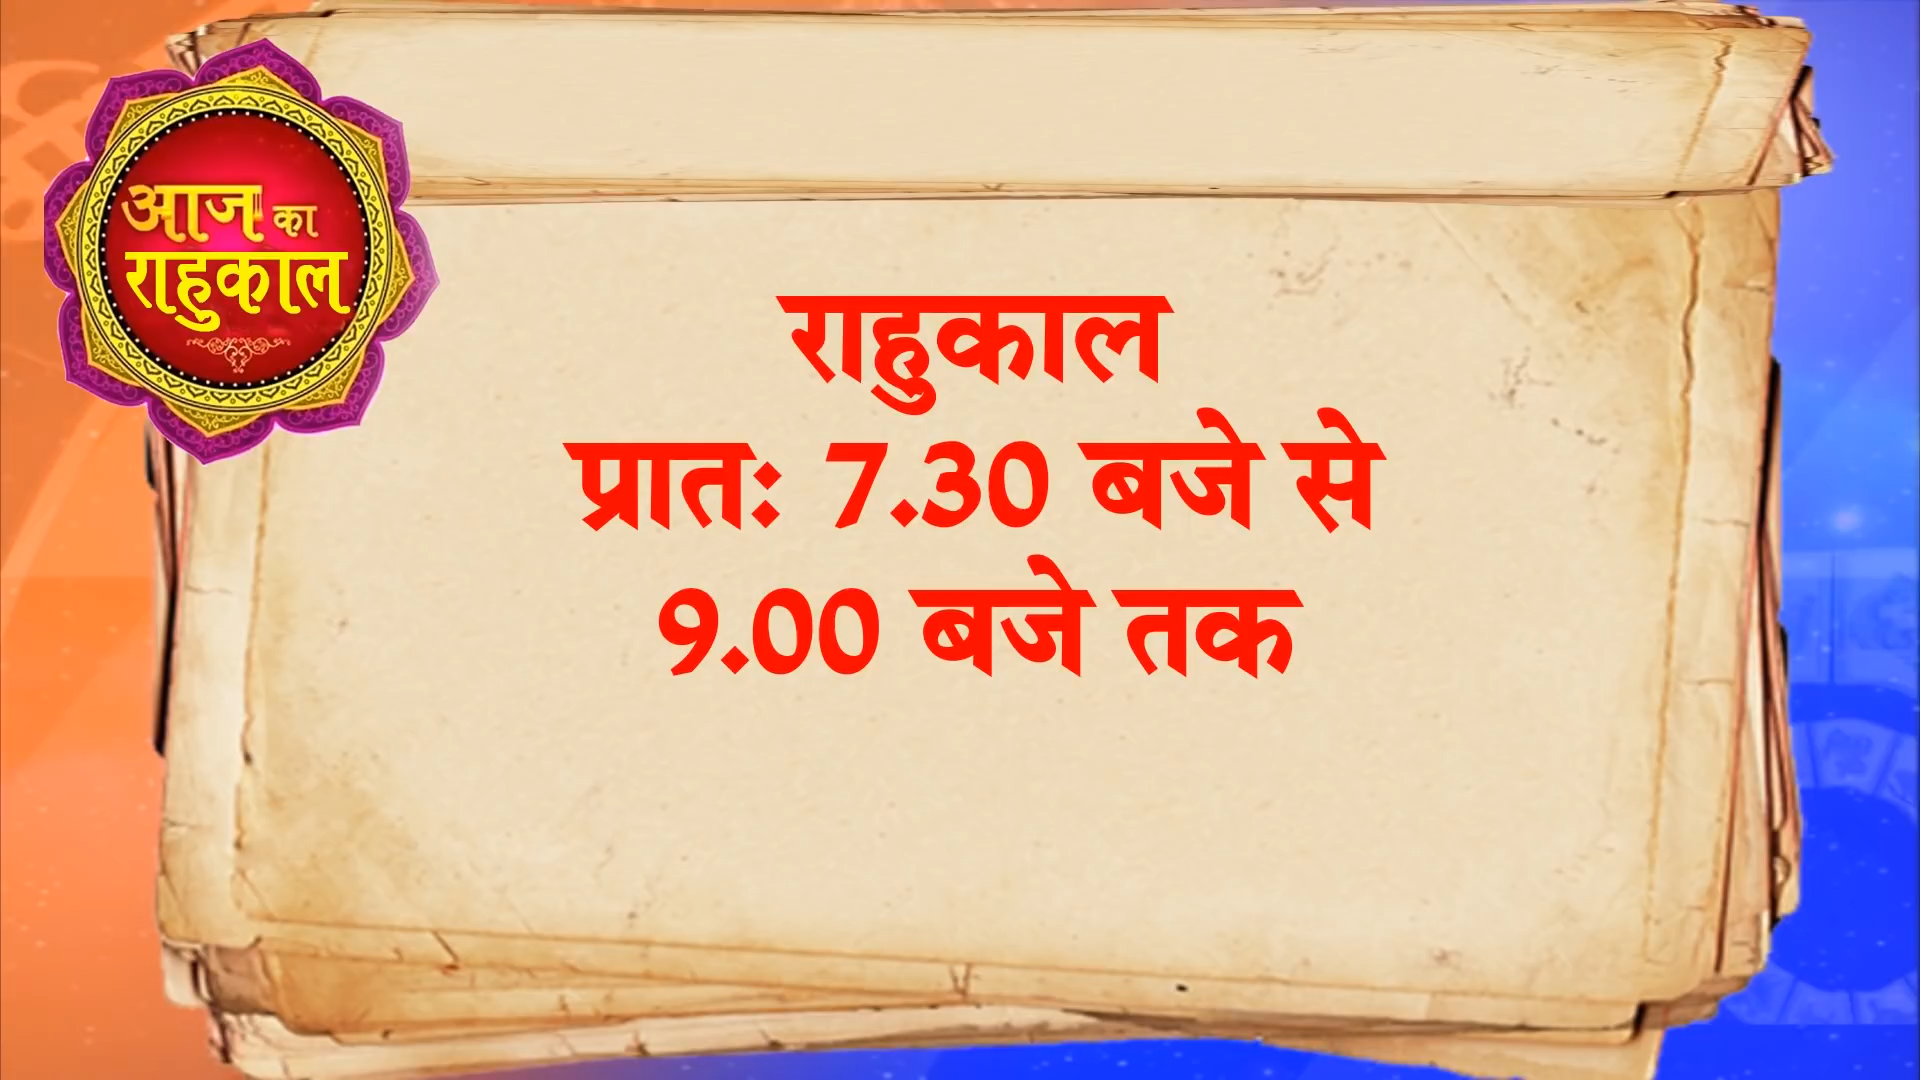 आज का
राहुकाल
राहुकाल
प्रातः 7.30 बजे से
9.00 बजे तक